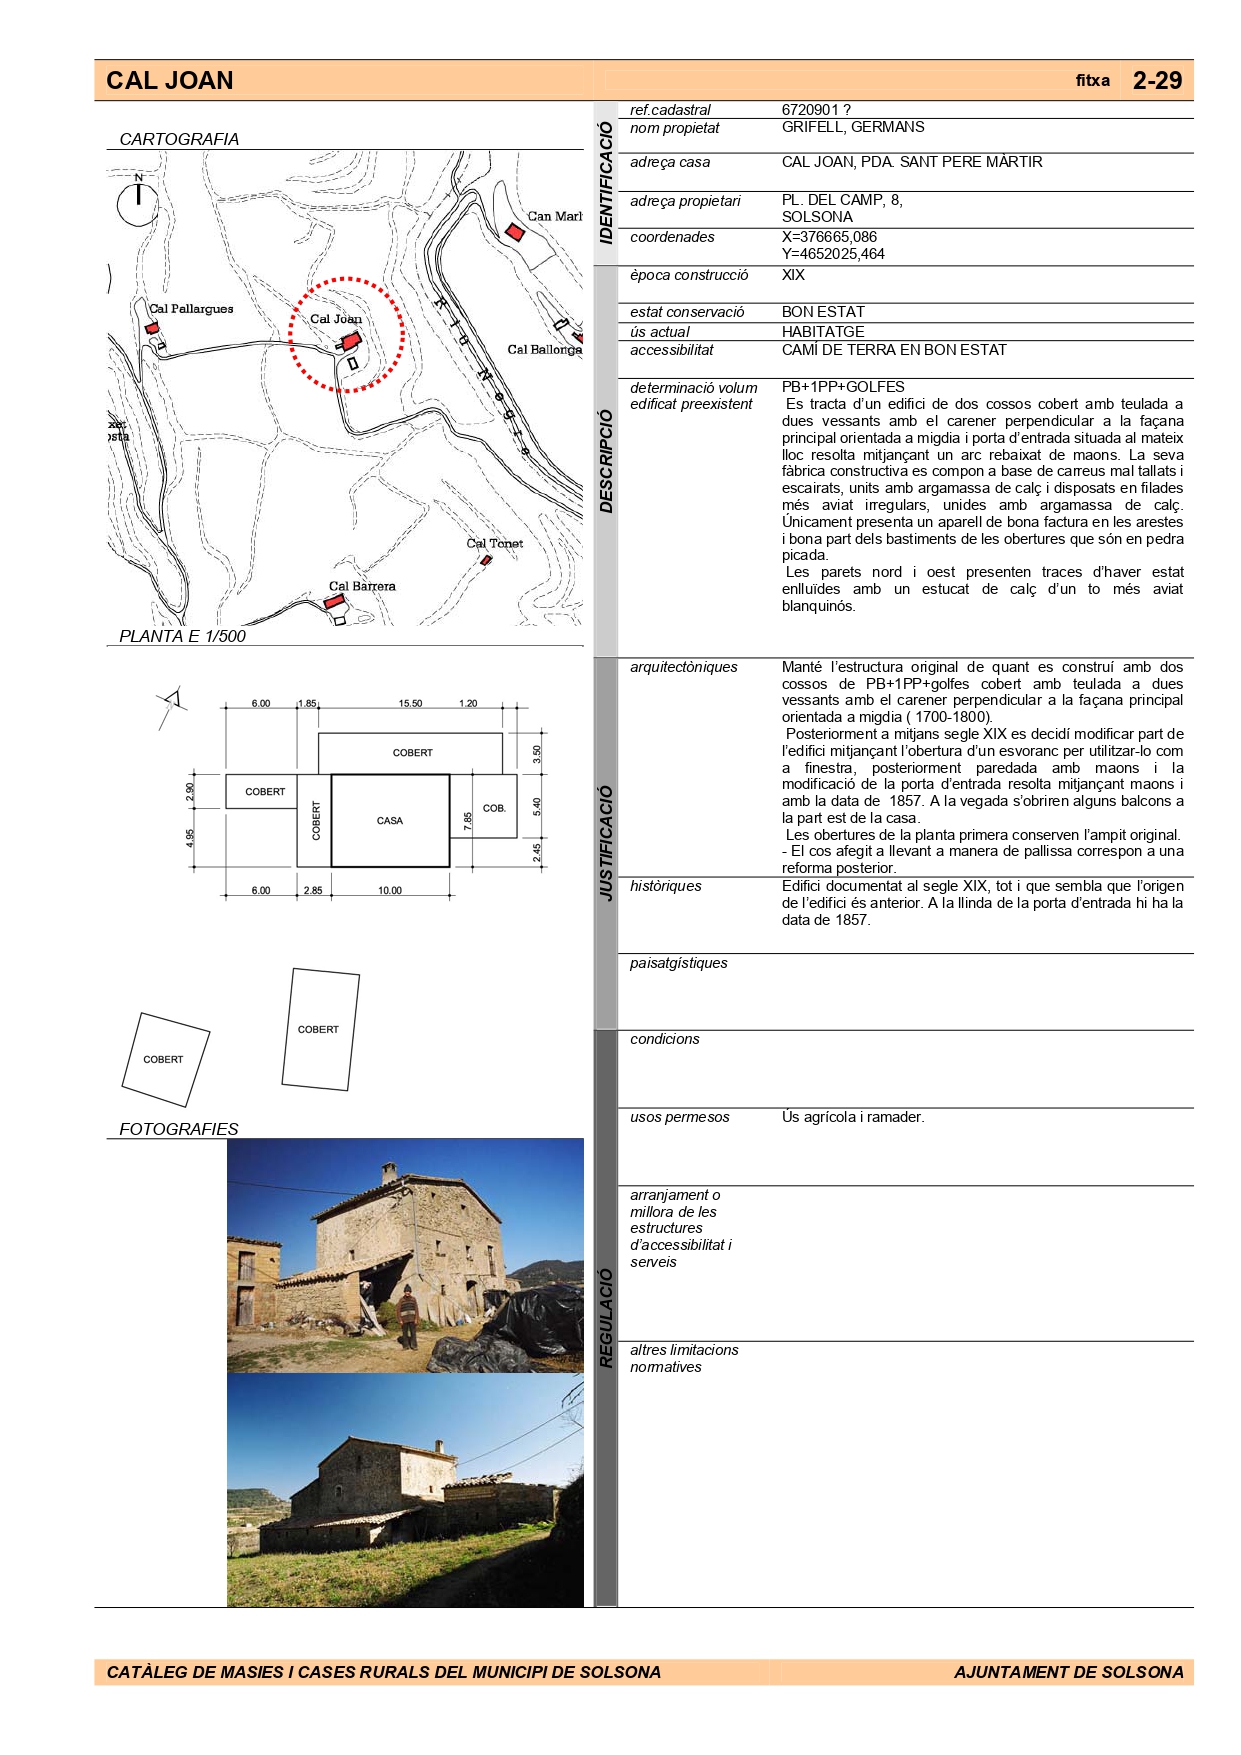 CAL JOAN
fitxa 2-29
CARTOGRAFIA
N
Can Marl
Cal Pallargues
Cal Joan
Cal Ballonga
Riu Negre
xet
osta
Cal Tonet
Cal Barrera
PLANTA E 1/500
6.00 1.85 15.50 1.20
COBERT
3.50
2.90
COBERT
COBERT
CASA
7.85
COB.
5.40
4.95
2.45
6.00 2.85 10.00
COBERT
COBERT
FOTOGRAFIES
IDENTIFICACIÓ
ref.cadastral 6720901 ?
nom propietat GRIFELL, GERMANS
adreça casa CAL JOAN, PDA. SANT PERE MÀRTIR
adreça propietari PL. DEL CAMP, 8,
SOLSONA
coordenades X=376665,086
Y=4652025,464
DESCRIPCIÓ
època construcció XIX
estat conservació BON ESTAT
ús actual HABITATGE
accessibilitat CAMÍ DE TERRA EN BON ESTAT
determinació volum edificat preexistent
PB+1PP+GOLFES
Es tracta d’un edifici de dos cossos cobert amb teulada a
dues vessants amb el carener perpendicular a la façana
principal orientada a migdia i porta d’entrada situada al mateix
lloc resolta mitjançant un arc rebaixat de maons. La seva
fàbrica constructiva es compon a base de carreus mal tallats i
escairats, units amb argamassa de calç i disposats en filades
més aviat irregulars, unides amb argamassa de calç.
Únicament presenta un aparell de bona factura en les arestes
i bona part dels bastiments de les obertures que són en pedra
picada.
Les parets nord i oest presenten traces d’haver estat
enlluïdes amb un estucat de calç d’un to més aviat
blanquinós.
JUSTIFICACIÓ
arquitectòniques Manté l’estructura original de quant es construí amb dos
cossos de PB+1PP+golfes cobert amb teulada a dues
vessants amb el carener perpendicular a la façana principal
orientada a migdia ( 1700-1800).
Posteriorment a mitjans segle XIX es decidí modificar part de
l’edifici mitjançant l’obertura d’un esvoranc per utilitzar-lo com
a finestra, posteriorment paredada amb maons i la
modificació de la porta d’entrada resolta mitjançant maons i
amb la data de 1857. A la vegada s’obriren alguns balcons a
la part est de la casa.
Les obertures de la planta primera conserven l’ampit original.
- El cos afegit a llevant a manera de pallissa correspon a una
reforma posterior.
històriques Edifici documentat al segle XIX, tot i que sembla que l’origen
de l’edifici és anterior. A la llinda de la porta d’entrada hi ha la
data de 1857.
paisatgístiques
REGULACIÓ
condicions
usos permesos Ús agrícola i ramader.
arranjament o
millora de les
estructures
d’accessibilitat i
serveis
altres limitacions
normatives
CATÀLEG DE MASIES I CASES RURALS DEL MUNICIPI DE SOLSONA
AJUNTAMENT DE SOLSONA